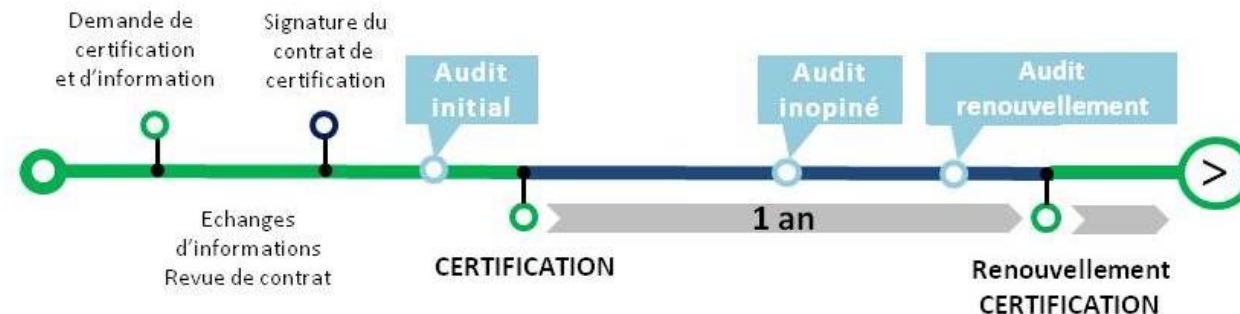 Demande de
certification
et d’information
Signature du
contrat de
certification
Audit
initial
Audit
inopiné
Audit
renouvellement
>
Echanges
d’informations
Revue de contrat
CERTIFICATION
1 an
Renouvellement
CERTIFICATION